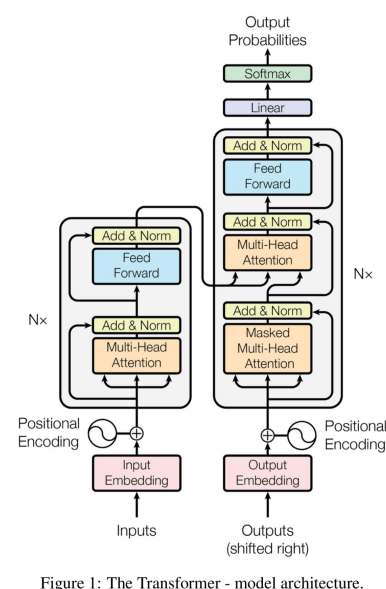 Output
Probabilities
Softmax
Linear
Add & Norm
Feed
Forward
Add & Norm
Multi-Head
Attention
Add & Norm
Masked
Multi-Head
Attention
N×
Add & Norm
Feed
Forward
Add & Norm
Multi-Head
Attention
N×
Positional
Encoding
Positional
Encoding
Input
Embedding
Output
Embedding
Inputs
Outputs
(shifted right)
Figure 1: The Transformer - model architecture.